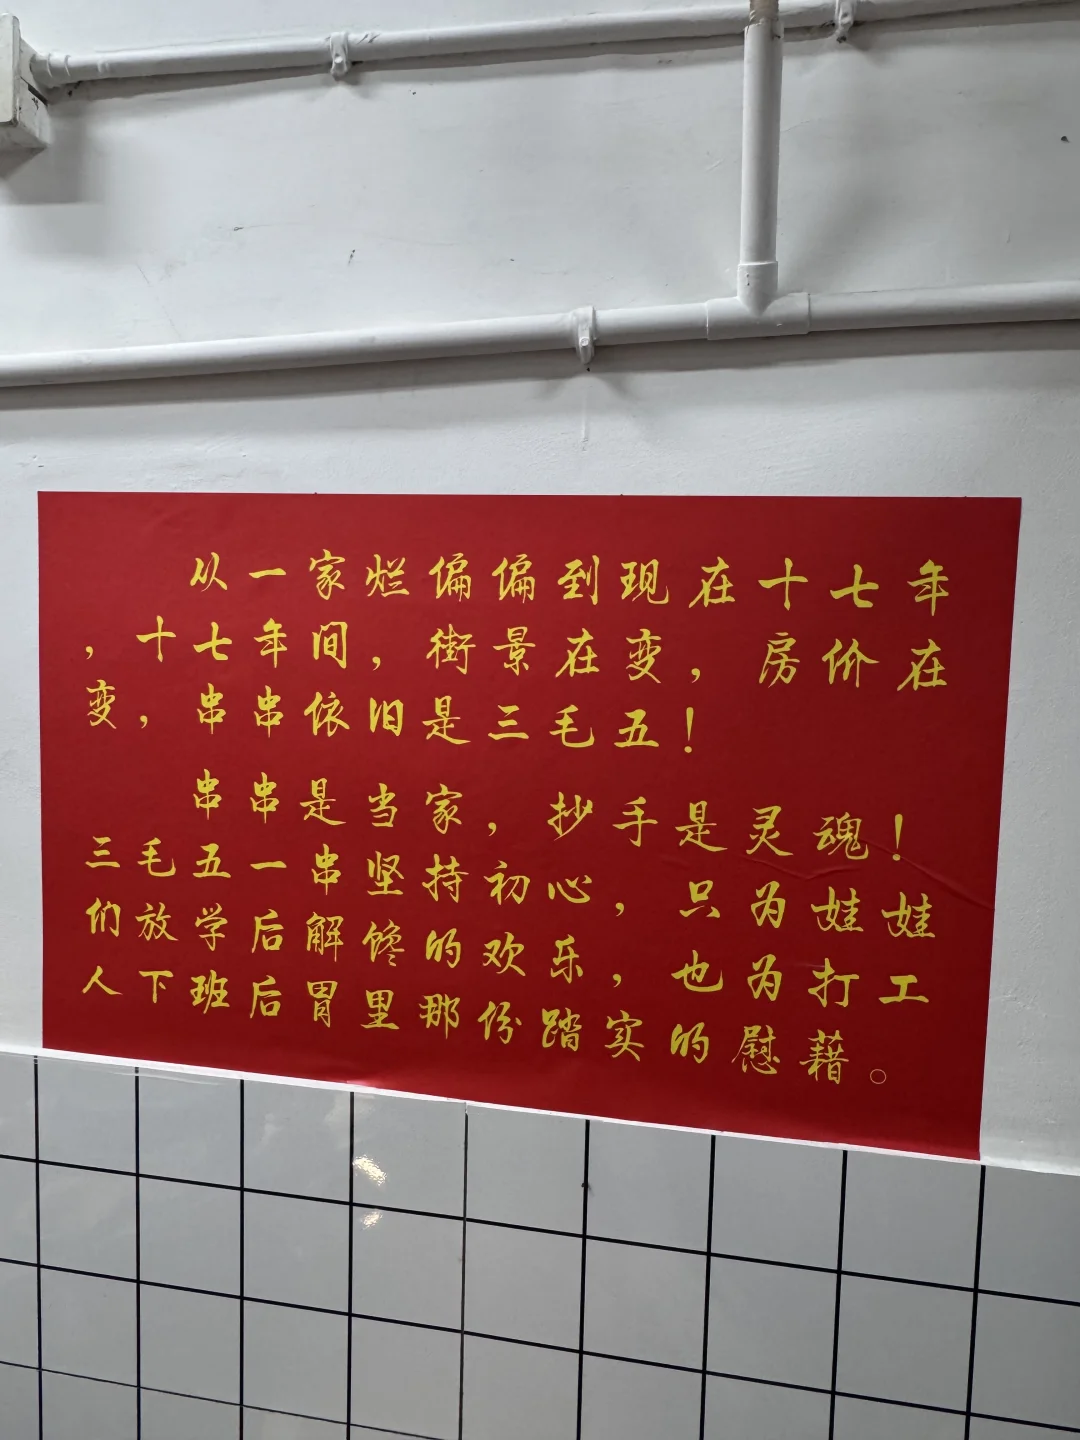 从一家烂偏偏到现在十七年
，十七年间，街景在变，房价在
变，串串依旧是三毛五！
串串是当家，抄手是灵魂！
三毛五一串坚持初心，只为娃娃
们放学后解馋的欢乐，也为打工
人下班后胃里那份踏实的慰藉。